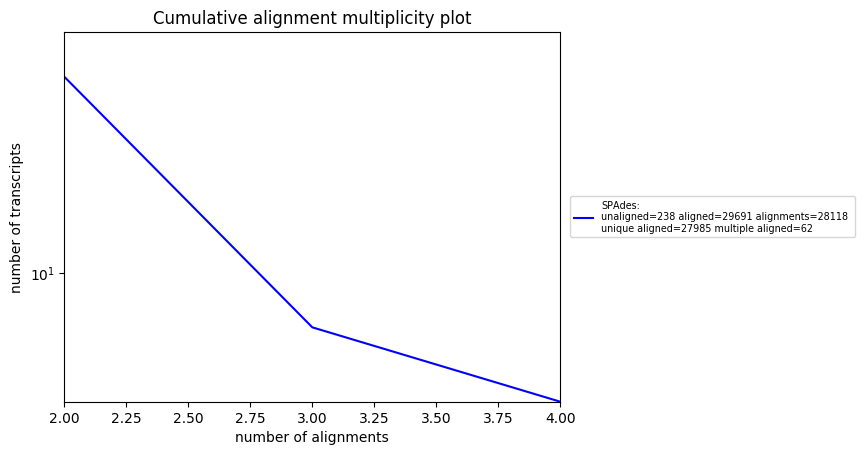 Cumulative alignment multiplicity plot
number of transcripts
10¹
SPAdes:
unaligned=238 aligned=29691 alignments=28118
unique aligned=27985 multiple aligned=62
2.00 2.25 2.50 2.75 3.00 3.25 3.50 3.75 4.00
number of alignments